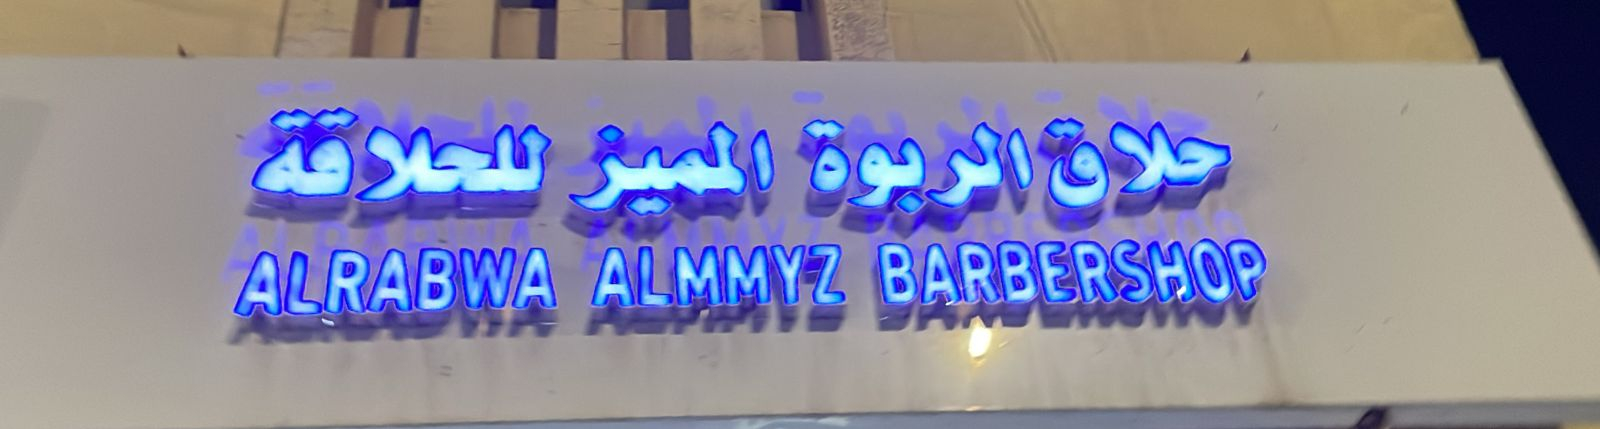 حلاق الربوة المميز للحلاقة
ALRABWA ALMMYZ BARBERSHOP